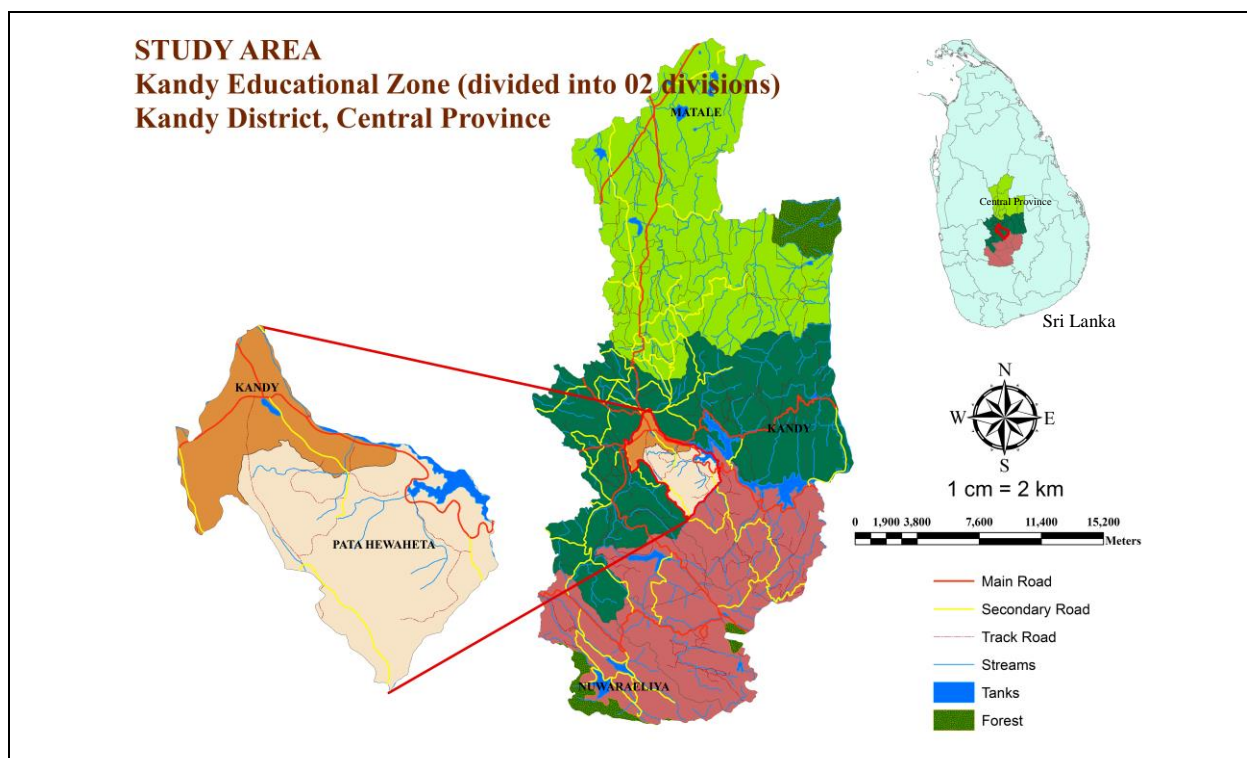 STUDY AREA
Kandy Educational Zone (divided into 02 divisions)
Kandy District, Central Province
MATALE
Central Province
Sri Lanka
KANDY
KANDY
PATA HEWAHETA
NUWARAELIYA
N
W E
S
1 cm = 2 km
0 1,900 3,800 7,600 11,400 15,200
Meters
Main Road
Secondary Road
Track Road
Streams
Tanks
Forest